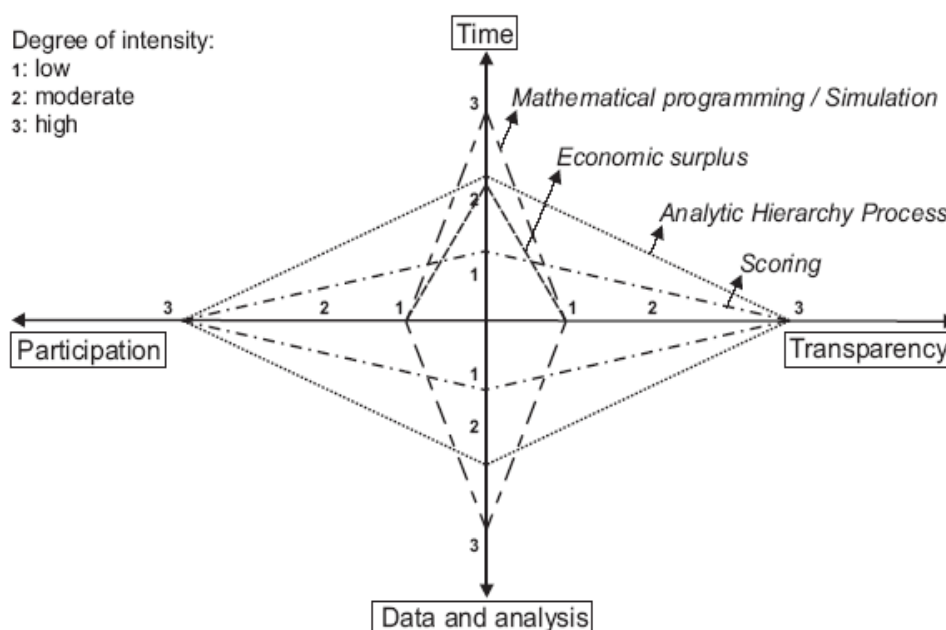 Degree of intensity:
1: low
2: moderate
3: high
Time
3
Mathematical programming / Simulation
Economic surplus
2
Analytic Hierarchy Process
1
Scoring
3
2
1
1
2
3
Participation
Transparency
1
2
3
Data and analysis